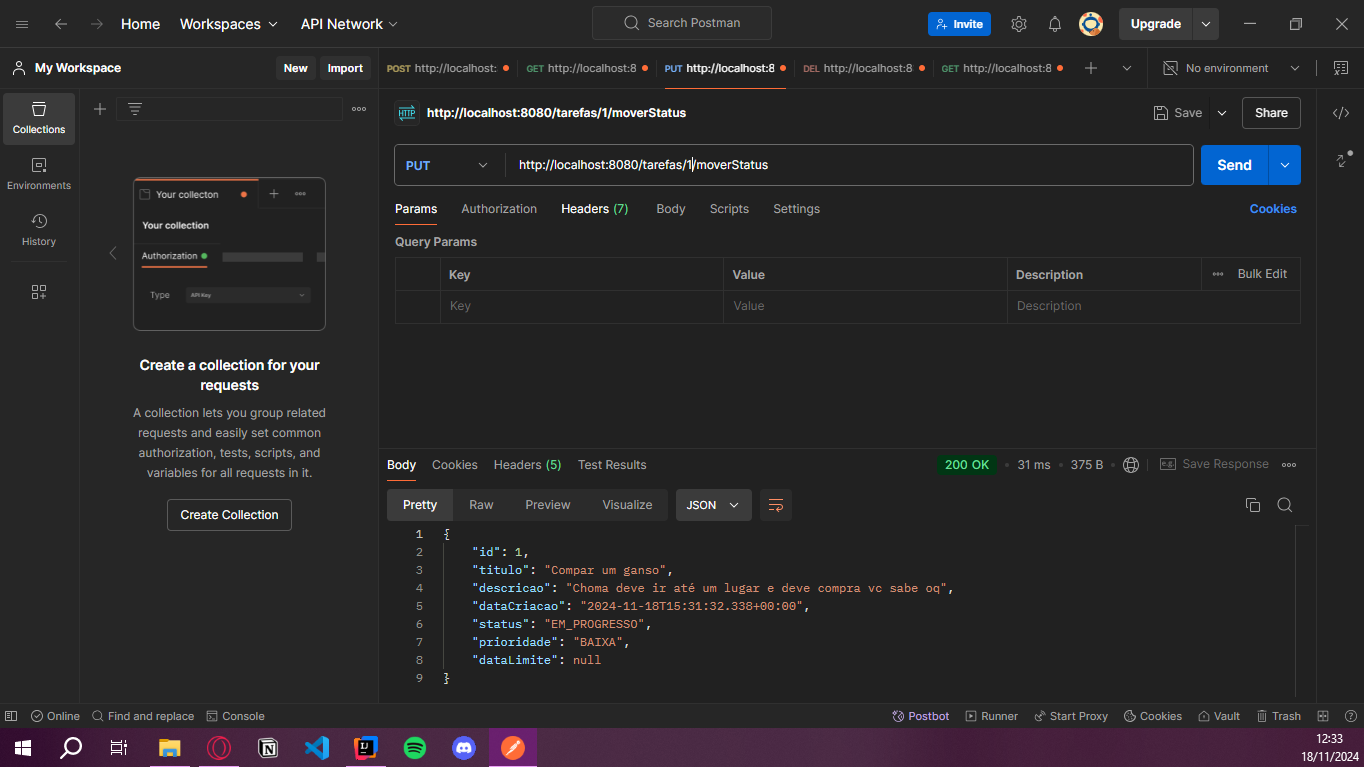 Home Workspaces API Network Search Postman Invite Upgrade
My Workspace New Import POST http://localhost: GET http://localhost:8 PUT http://localhost:8 DEL http://localhost:8 GET http://localhost:8 No environment
Collections
Environments
History
Your collecton
Your collection
Authorization
Type API Key
Create a collection for your
requests
A collection lets you group related
requests and easily set common
authorization, tests, scripts, and
variables for all requests in it.
Create Collection
HTTP http://localhost:8080/tarefas/1/moverStatus Save Share
PUT http://localhost:8080/tarefas/1/moverStatus Send
Params Authorization Headers (7) Body Scripts Settings Cookies
Query Params
Key Value Description Bulk Edit
Key Value Description
Body Cookies Headers (5) Test Results 200 OK 31 ms 375 B e.g. Save Response
Pretty Raw Preview Visualize JSON
1 {
2 "id": 1,
3 "titulo": "Compar um ganso",
4 "descricao": "Choma deve ir até um lugar e deve compra vc sabe oq",
5 "dataCriacao": "2024-11-18T15:31:32.338+00:00",
6 "status": "EM_PROGRESSO",
7 "prioridade": "BAIXA",
8 "dataLimite": null
9 }
Online Find and replace Console Postbot Runner Start Proxy Cookies Vault Trash
12:33
18/11/2024